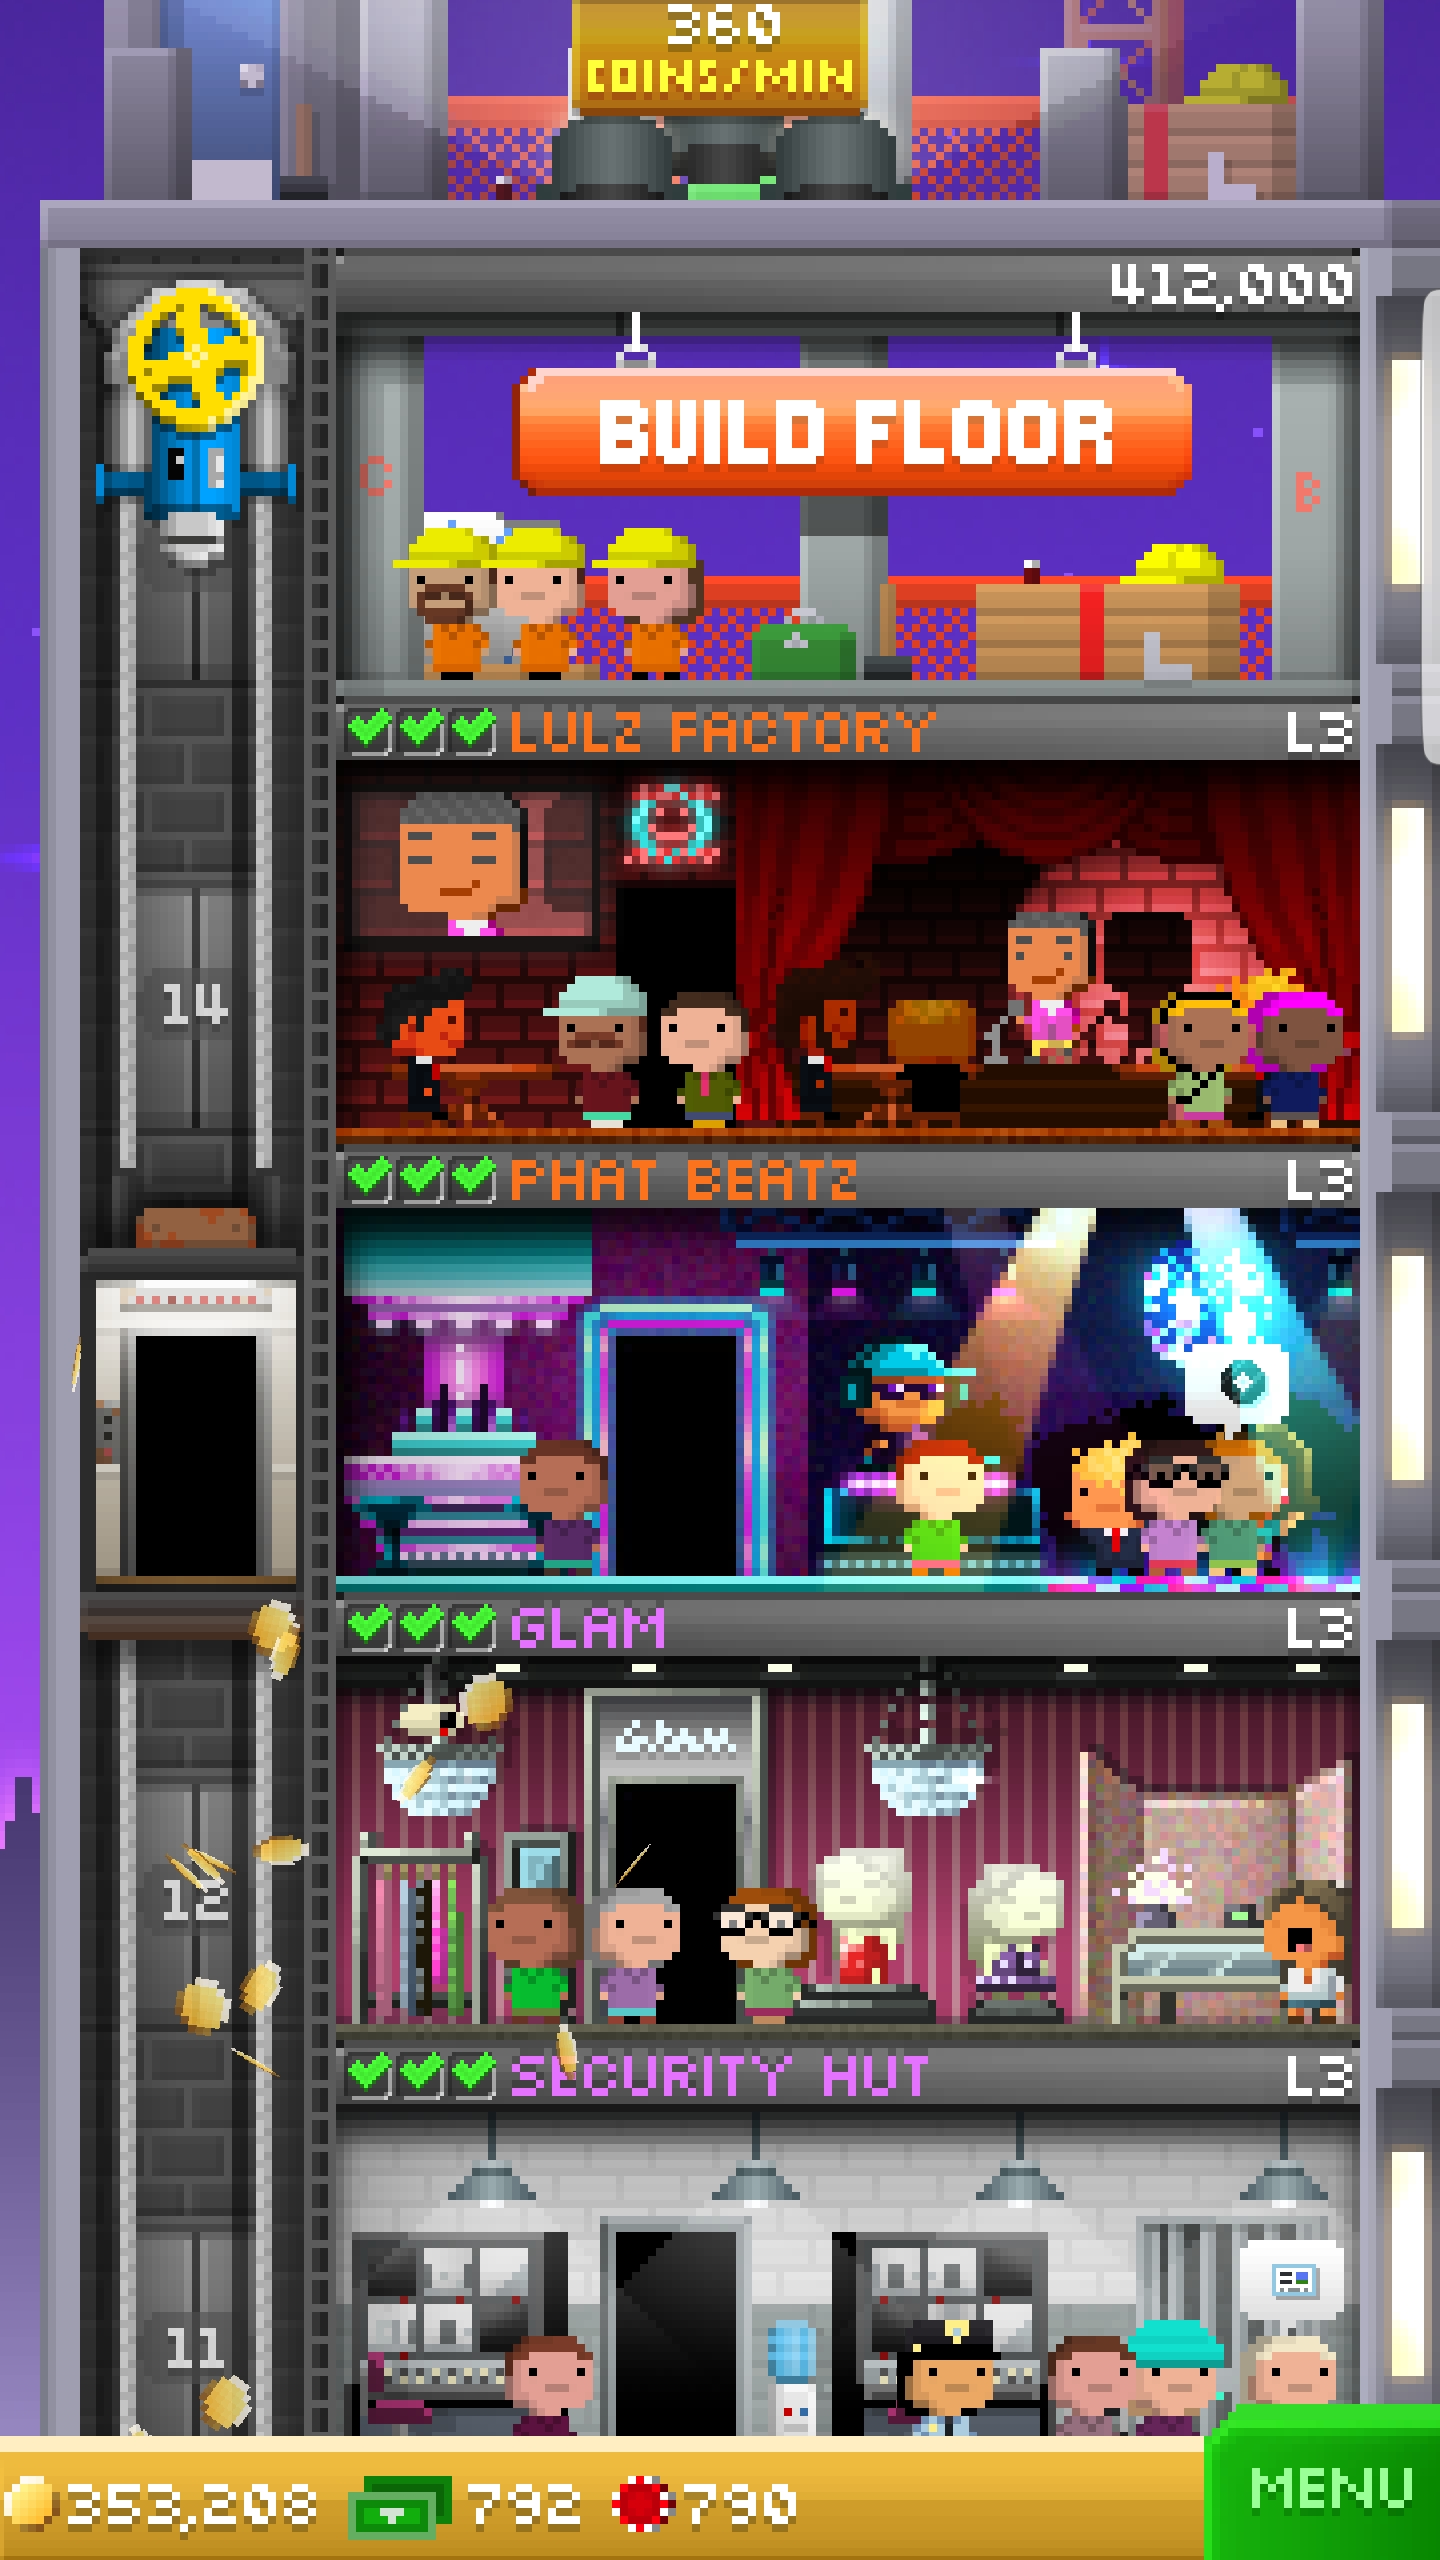 360
COINS/MIN
412,000
BUILD FLOOR
C
B
LULZ FACTORY
L3
14
PHAT BEATZ
L3
GLAM
L3
Glam
12
SECURITY HUT
L3
11
353,208
792
790
MENU